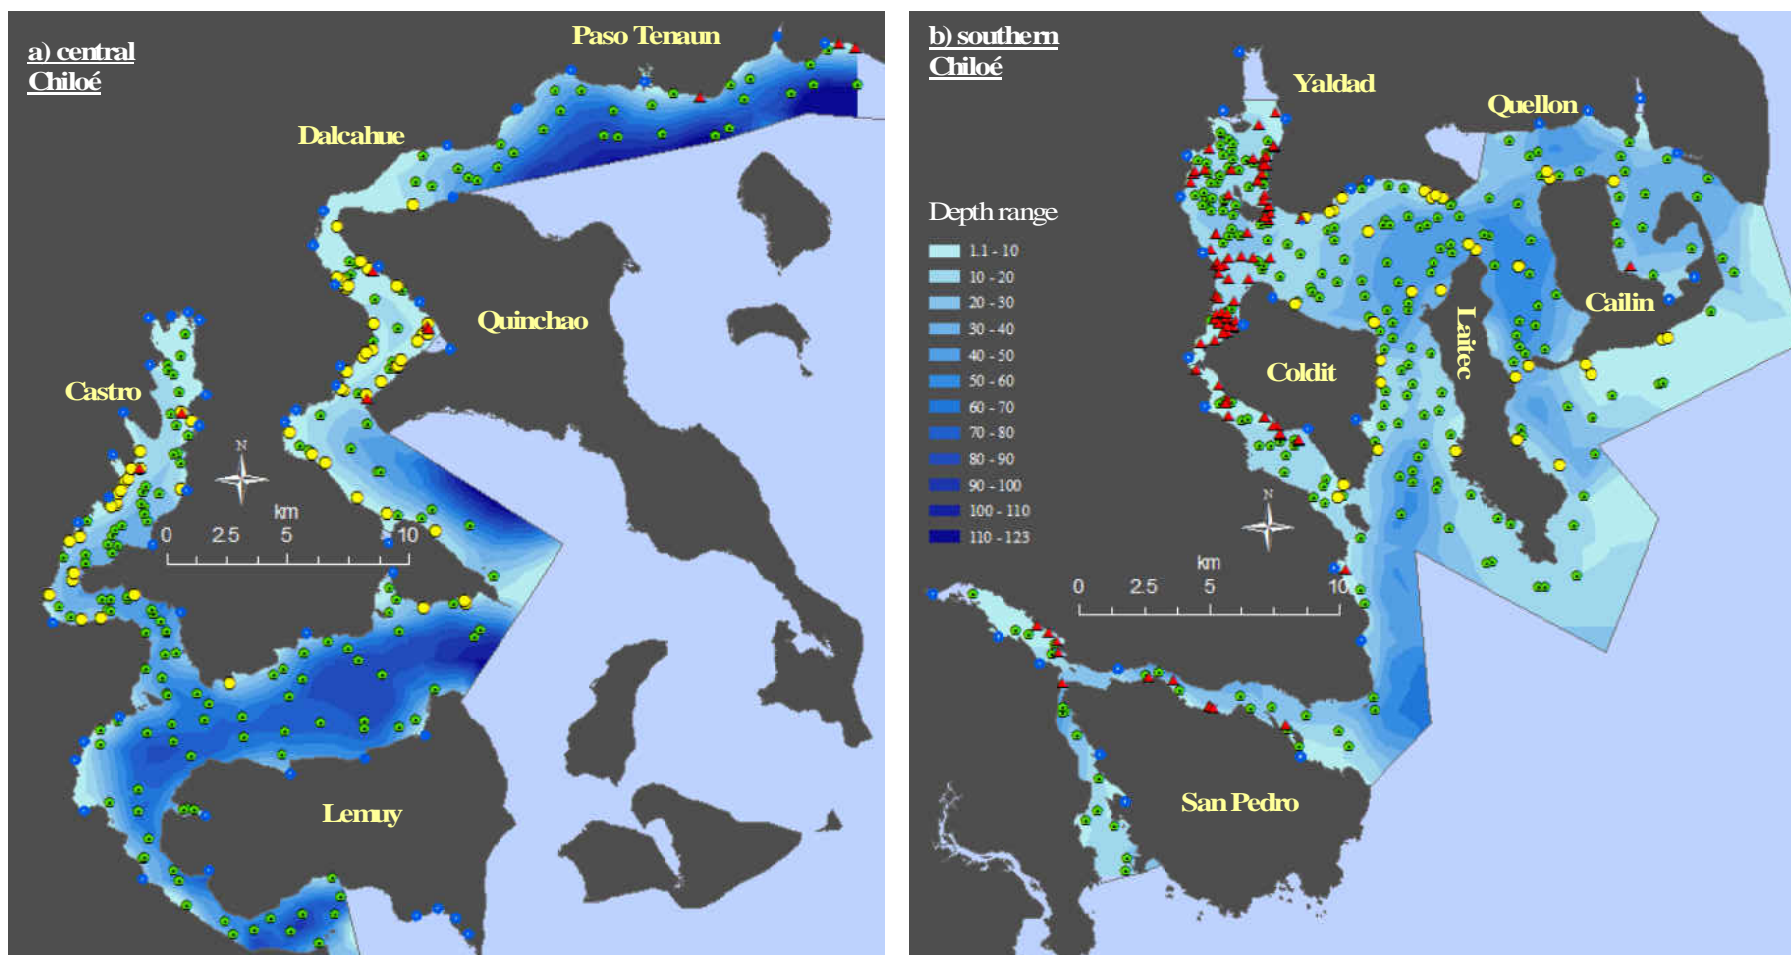 a) central
Chiloé
Paso Tenaun
Dalcahue
Quinchao
Castro
N
km
0 2.5 5 10
Lemuy
b) southern
Chiloé
Yaldad
Quellon
Depth range
1.1 - 10
10 - 20
20 - 30
30 - 40
40 - 50
50 - 60
60 - 70
70 - 80
80 - 90
90 - 100
100 - 110
110 - 123
Cailin
Laitec
Coldit
N
km
0 2.5 5 10
San Pedro